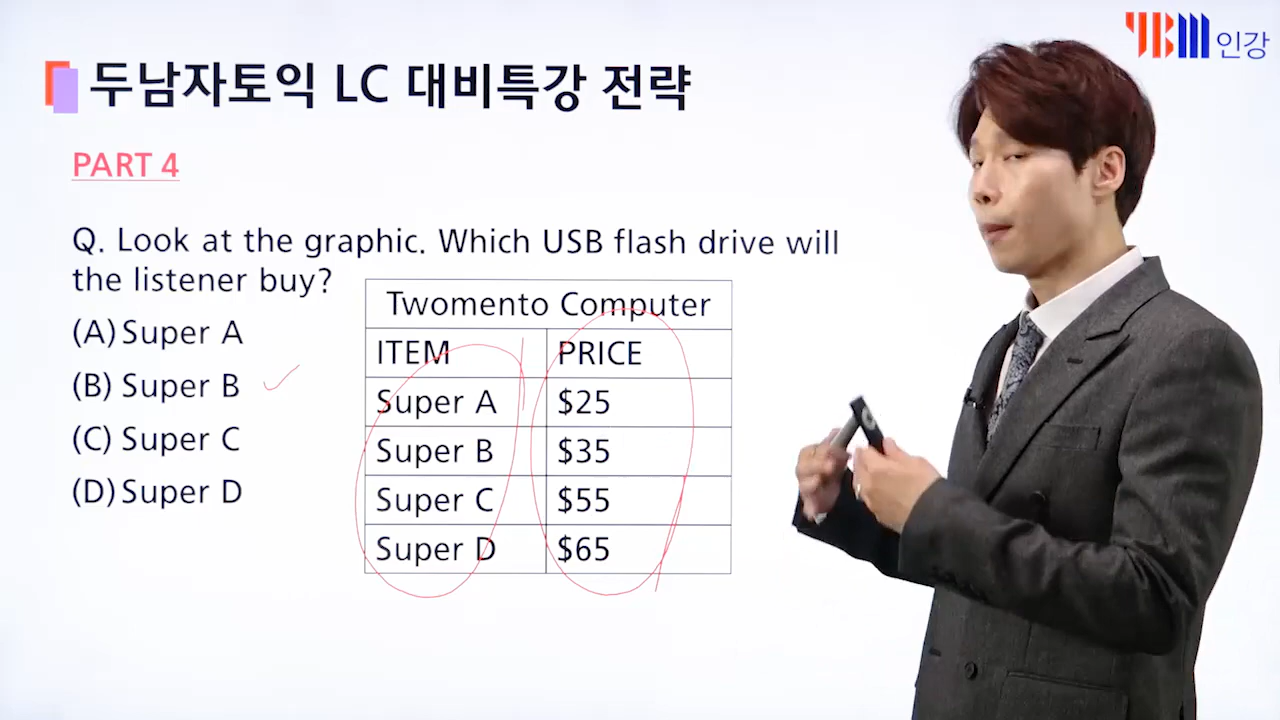 YBM 인강
두남자토익 LC 대비특강 전략
PART 4
Q. Look at the graphic. Which USB flash drive will
the listener buy?
(A) Super A
(B) Super B
(C) Super C
(D) Super D
Twomento Computer
ITEM PRICE
Super A $25
Super B $35
Super C $55
Super D $65